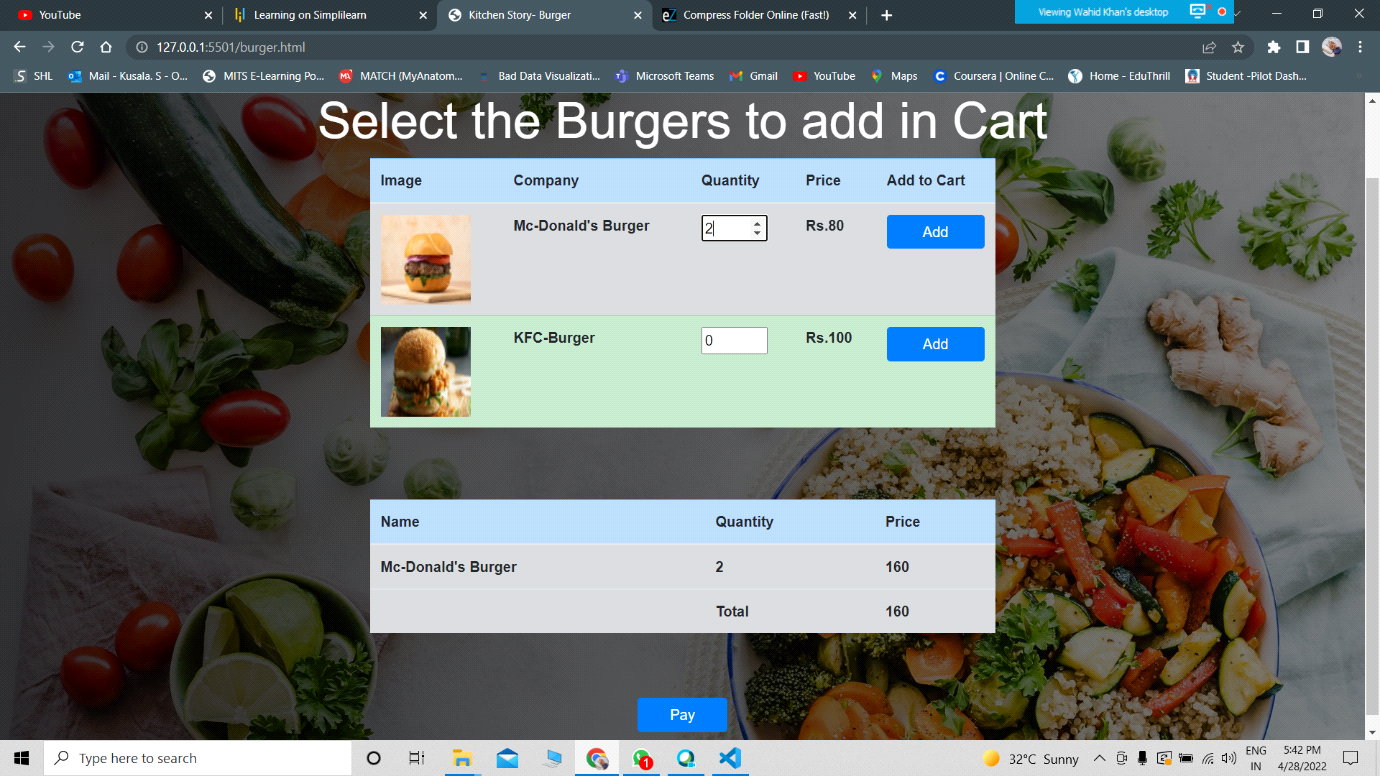 YouTube
Learning on Simplilearn
Kitchen Story- Burger
Compress Folder Online (Fast!)
Viewing Wahid Khan's desktop
127.0.0.1:5501/burger.html
SHL
Mail - Kusala. S - O...
MITS E-Learning Po...
MATCH (MyAnatom...
Bad Data Visualizati...
Microsoft Teams
Gmail
YouTube
Maps
Coursera | Online C...
Home - EduThrill
Student -Pilot Dash...
Select the Burgers to add in Cart
Image Company Quantity Price Add to Cart
Mc-Donald's Burger 2 Rs.80 Add
KFC-Burger 0 Rs.100 Add
Name Quantity Price
Mc-Donald's Burger 2 160
Total 160
Pay
Type here to search
1
32°C Sunny
ENG
IN
5:42 PM
4/28/2022